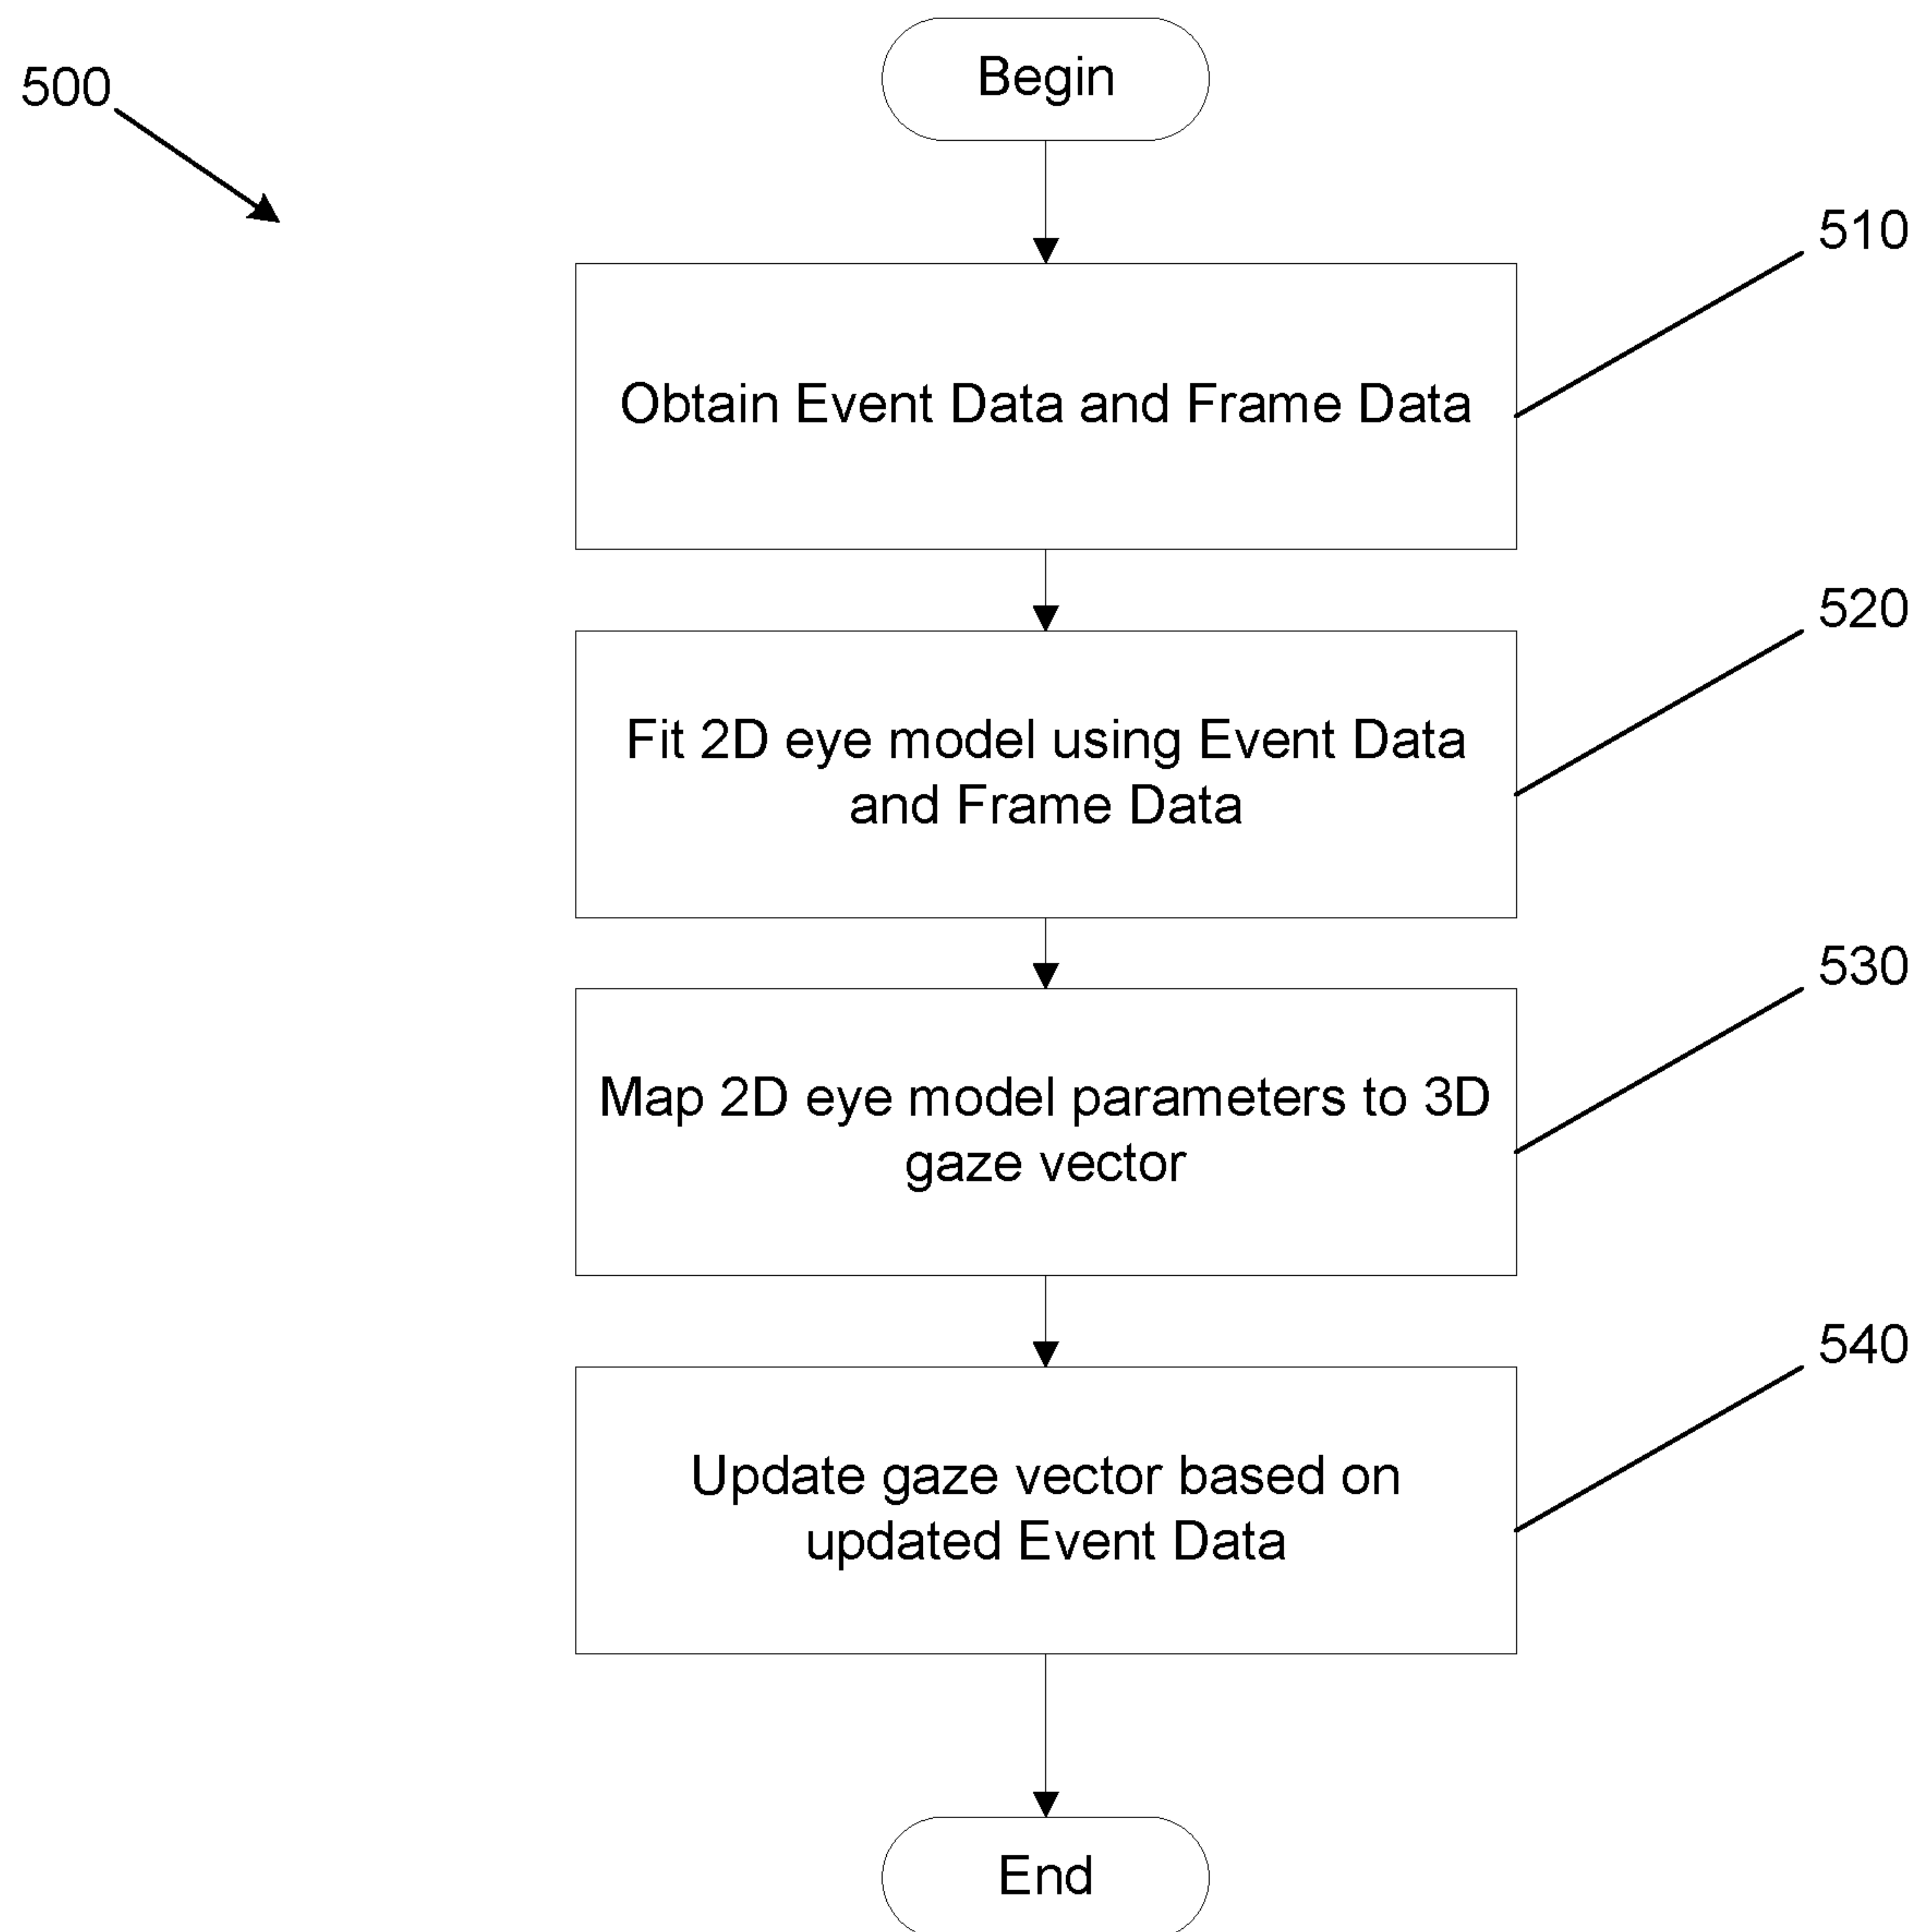 Begin
500
510
Obtain Event Data and Frame Data
520
Fit 2D eye model using Event Data
and Frame Data
530
Map 2D eye model parameters to 3D
gaze vector
540
Update gaze vector based on
updated Event Data
End